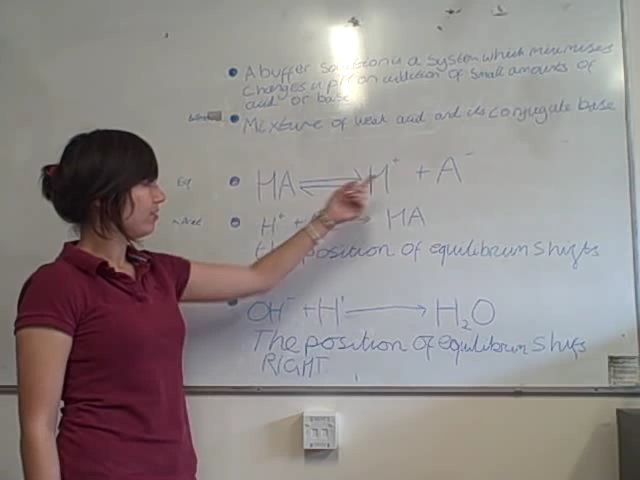 A buffer solution is a system which minimises
changes in pH on addition of small amounts of
acid or base
Mixture of weak acid and its conjugate base
Eq HA ⇌ H⁺ + A⁻
H⁺ + → HA
position of equilibrium shifts
OH⁻ + H⁺ → H₂O
The position of equilibrium shifts
RIGHT